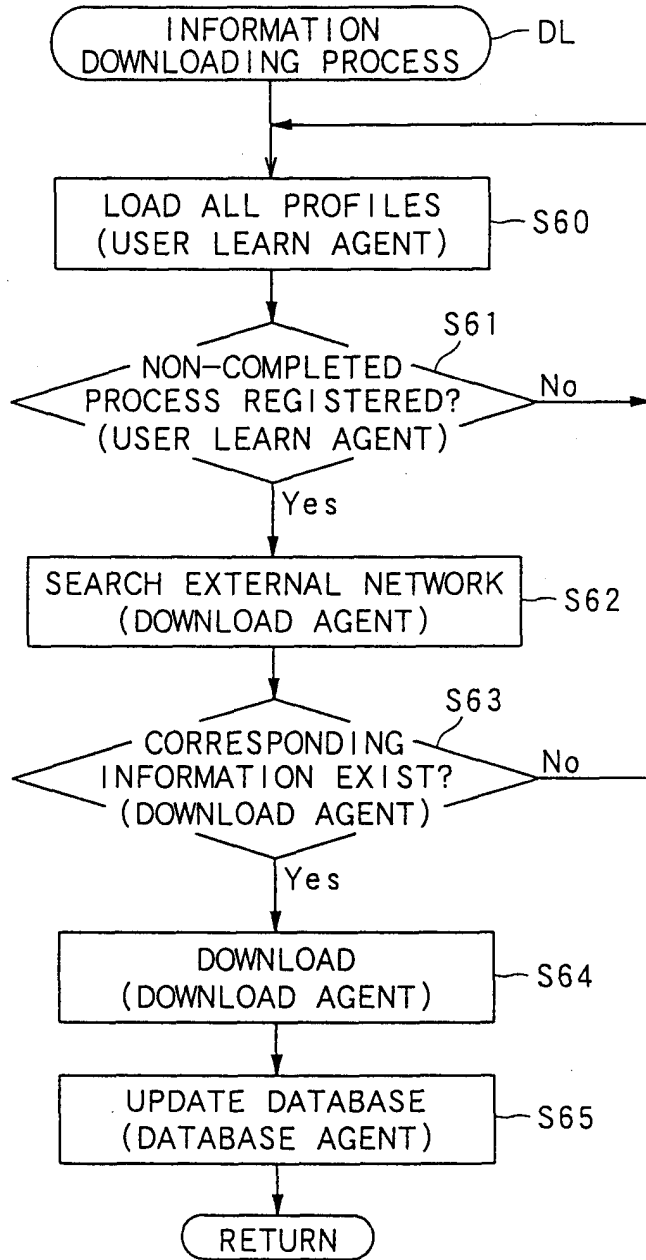 INFORMATION
DOWNLOADING PROCESS
DL
LOAD ALL PROFILES
(USER LEARN AGENT)
S60
S61
NON-COMPLETED
PROCESS REGISTERED?
(USER LEARN AGENT)
No
Yes
SEARCH EXTERNAL NETWORK
(DOWNLOAD AGENT)
S62
S63
CORRESPONDING
INFORMATION EXIST?
(DOWNLOAD AGENT)
No
Yes
DOWNLOAD
(DOWNLOAD AGENT)
S64
UPDATE DATABASE
(DATABASE AGENT)
S65
RETURN